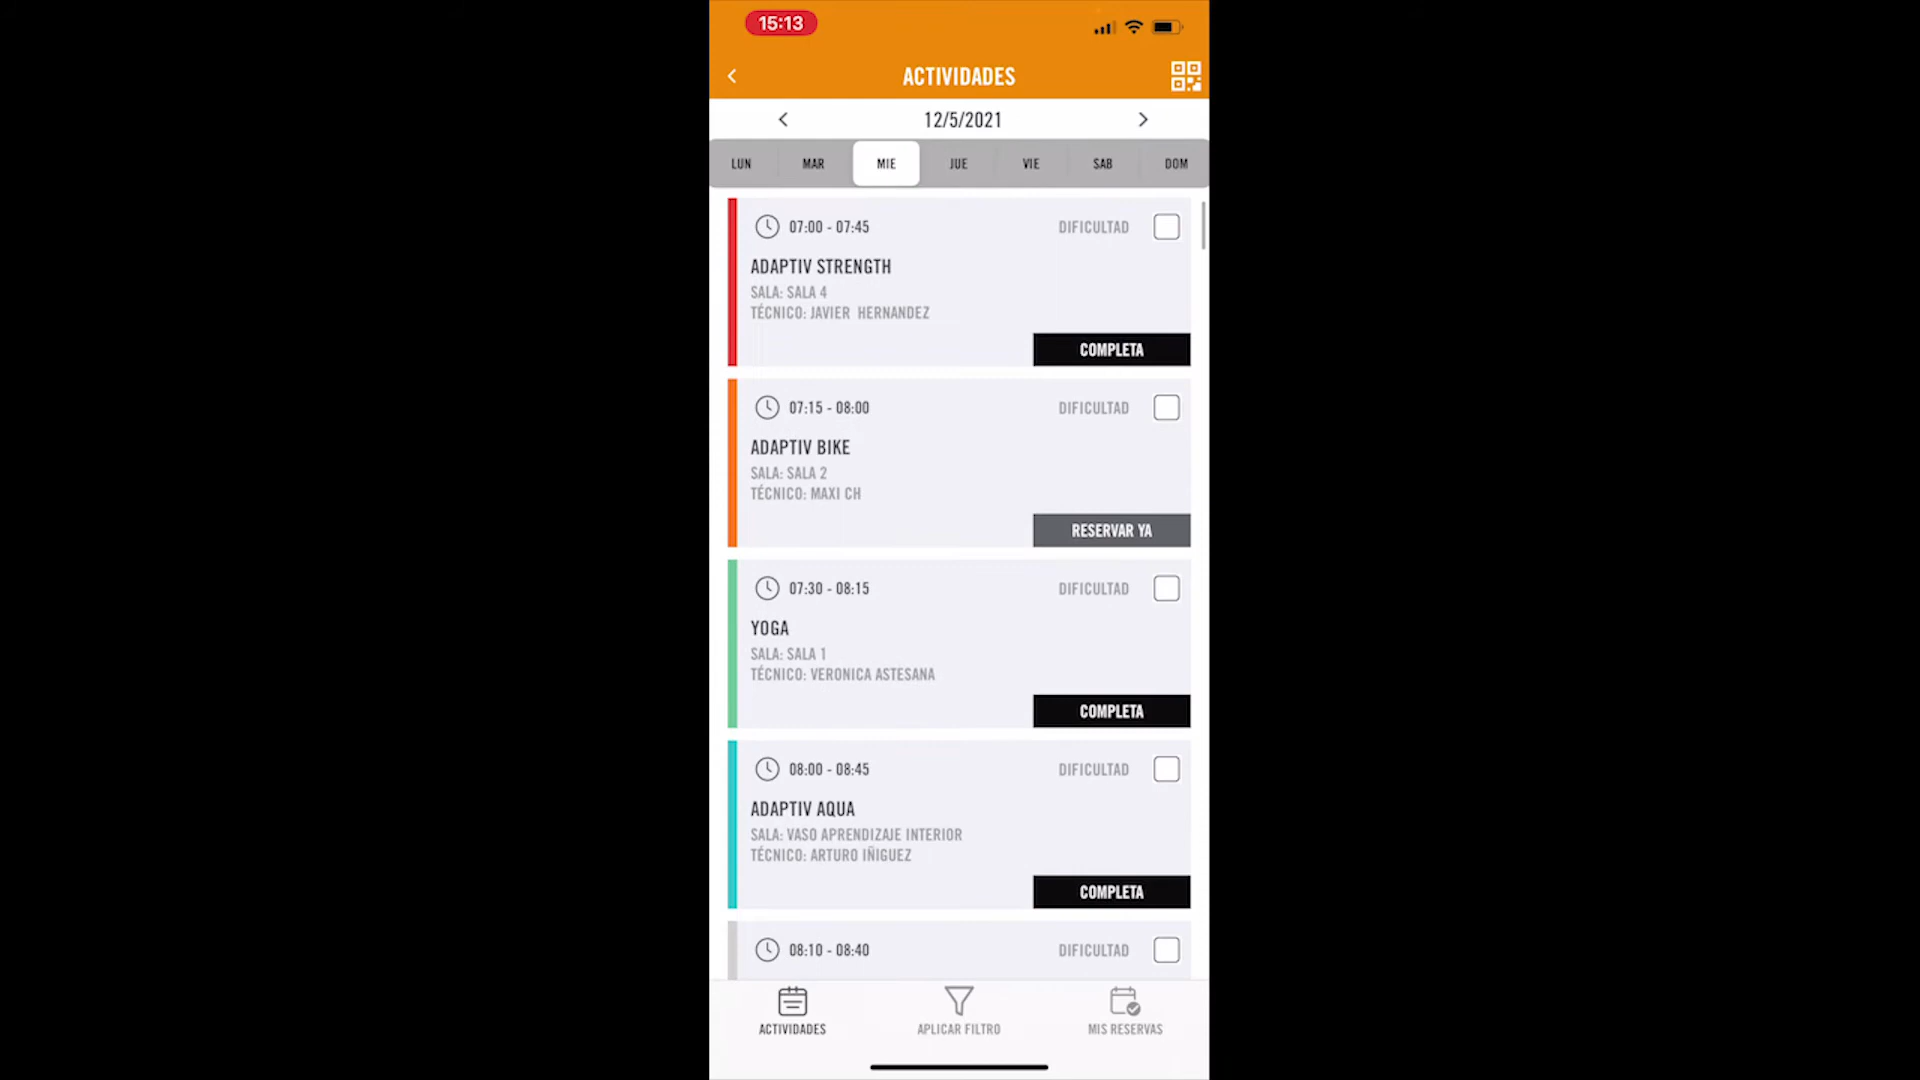 15:13
ACTIVIDADES
12/5/2021
LUN MAR MIE JUE VIE SAB DOM
07:00 - 07:45 DIFICULTAD
ADAPTIV STRENGTH
SALA: SALA 4
TÉCNICO: JAVIER HERNANDEZ
COMPLETA
07:15 - 08:00 DIFICULTAD
ADAPTIV BIKE
SALA: SALA 2
TÉCNICO: MAXI CH
RESERVAR YA
07:30 - 08:15 DIFICULTAD
YOGA
SALA: SALA 1
TÉCNICO: VERONICA ASTESANA
COMPLETA
08:00 - 08:45 DIFICULTAD
ADAPTIV AQUA
SALA: VASO APRENDIZAJE INTERIOR
TÉCNICO: ARTURO IÑIGUEZ
COMPLETA
08:10 - 08:40 DIFICULTAD
ACTIVIDADES APLICAR FILTRO MIS RESERVAS